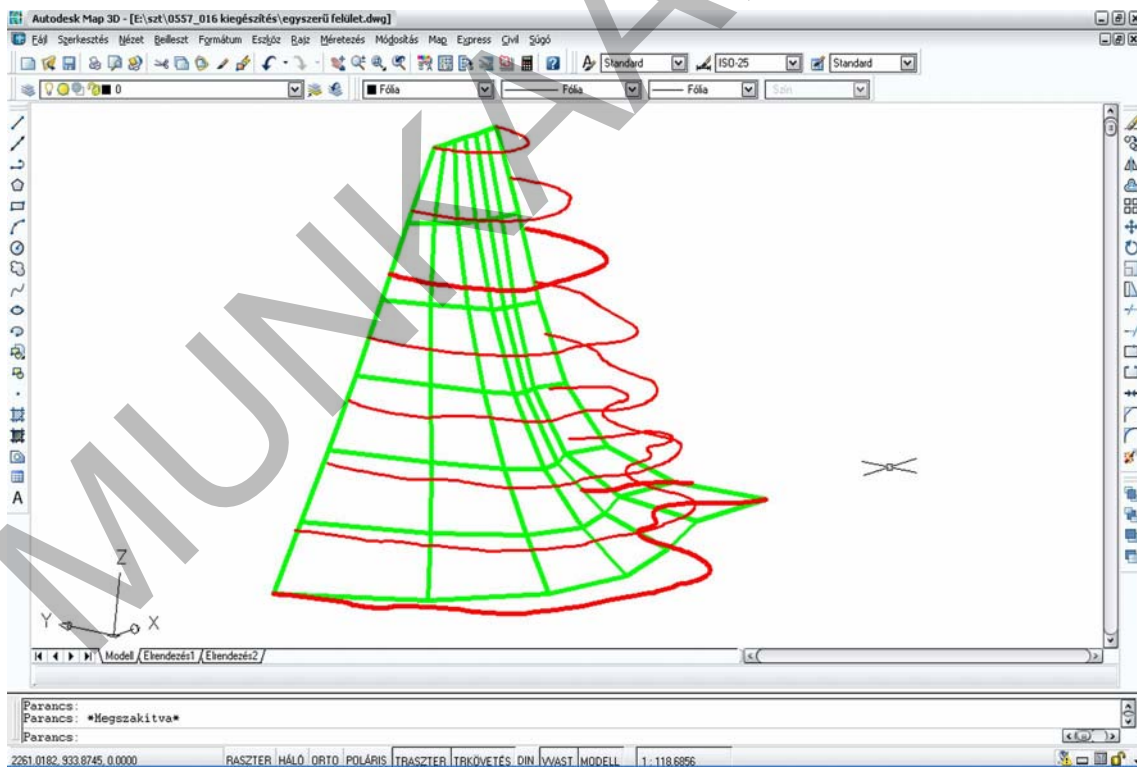 Autodesk Map 3D - [E:\szt\0557_016 kiegészítés\egyszerű felület.dwg]
Fájl Szerkesztés Nézet Beilleszt Formátum Eszköz Rajz Méretezés Módosítás Map Express Civil Súgó
Standard ISO-25 Standard
0 Fólia Fólia Fólia Szín
MUNKAA
A
Z
Y X
Modell Elrendezés1 Elrendezés2
Parancs:
Parancs: *Megszakítva*
Parancs:
2261.0182, 933.8745, 0.0000 RASZTER HÁLÓ ORTO POLÁRIS TRASZTER TRKÖVETÉS DIN VVAST MODELL 1 : 118.6856